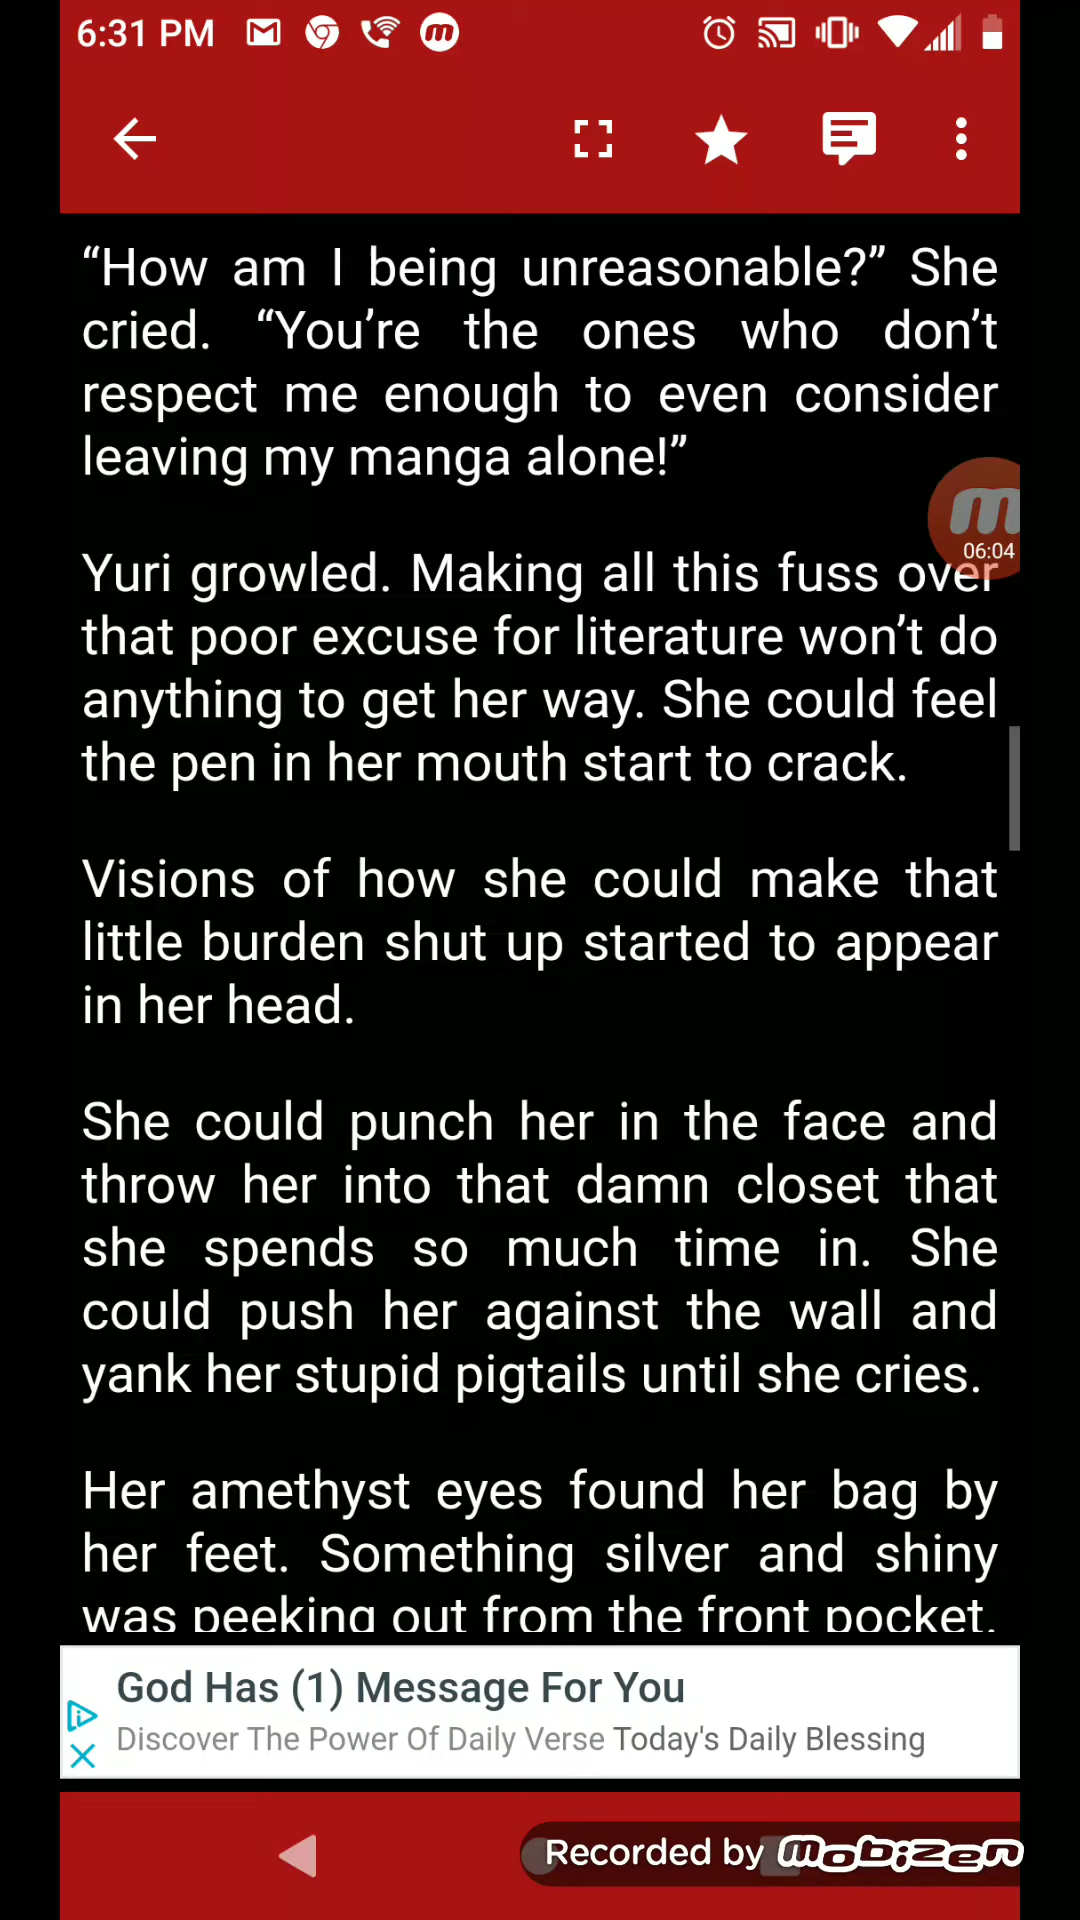 6:31 PM
“How am I being unreasonable?” She
cried. “You’re the ones who don’t
respect me enough to even consider
leaving my manga alone!”
06:04
Yuri growled. Making all this fuss over
that poor excuse for literature won’t do
anything to get her way. She could feel
the pen in her mouth start to crack.
Visions of how she could make that
little burden shut up started to appear
in her head.
She could punch her in the face and
throw her into that damn closet that
she spends so much time in. She
could push her against the wall and
yank her stupid pigtails until she cries.
Her amethyst eyes found her bag by
her feet. Something silver and shiny
was peeking out from the front pocket.
God Has (1) Message For You
Discover The Power Of Daily Verse Today's Daily Blessing
Recorded by mobizen